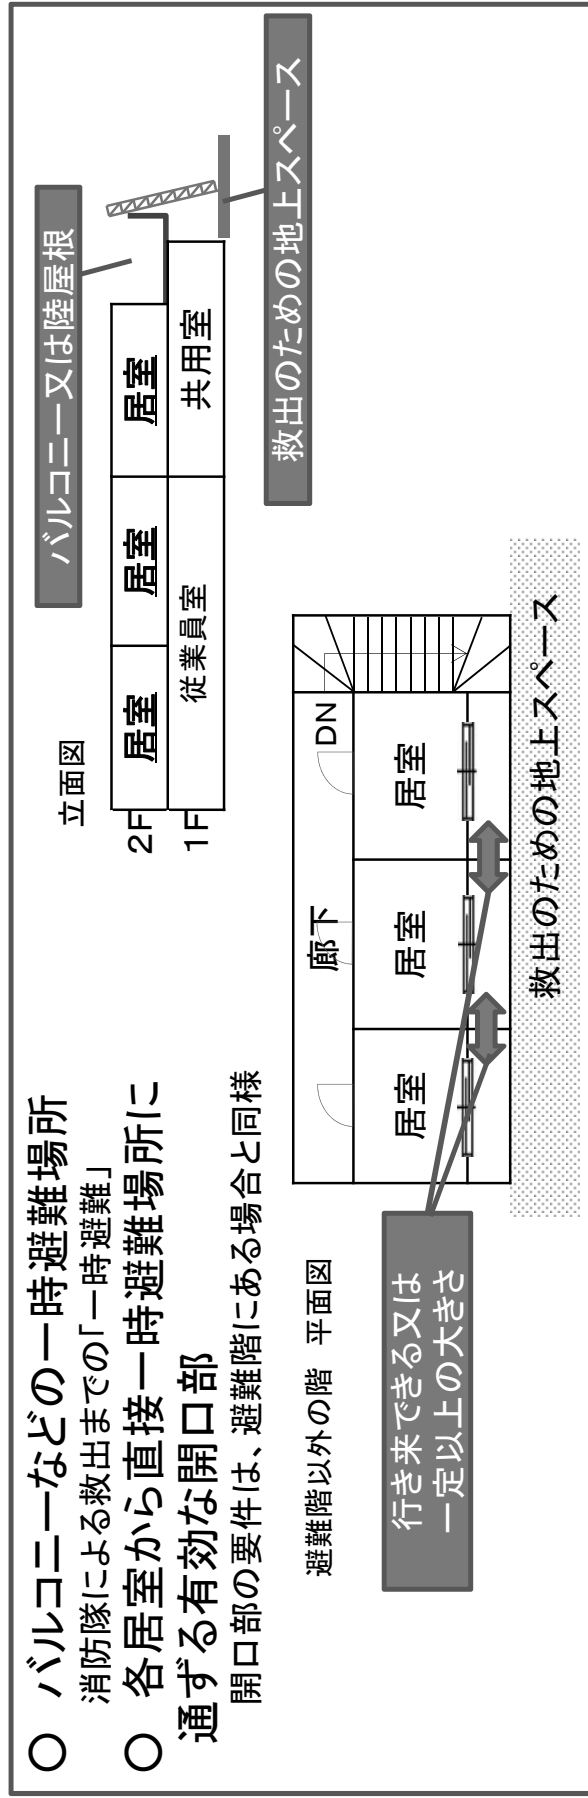 ○ バルコニーなどの一時避難場所
消防隊による救出までの「一時避難」
○ 各居室から直接一時避難場所に
通ずる有効な開口部
開口部の要件は、避難階にある場合と同様
立面図
バルコニー又は陸屋根
2F
居室
居室
居室
1F
従業員室
共用室
救出のための地上スペース
避難階以外の階 平面図
廊下
DN
居室
居室
居室
行き来できる又は
一定以上の大きさ
救出のための地上スペース